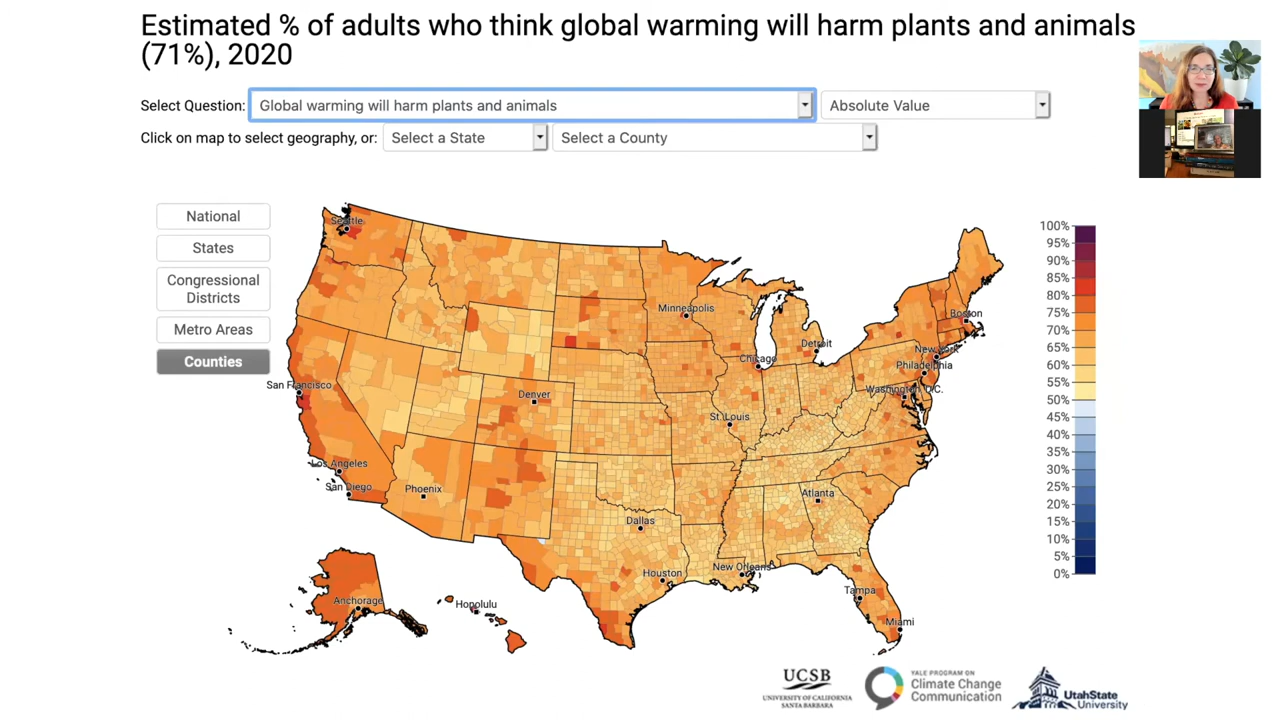 Estimated % of adults who think global warming will harm plants and animals
(71%), 2020
Select Question:
Global warming will harm plants and animals
Absolute Value
Click on map to select geography, or:
Select a State
Select a County
National
States
Congressional
Districts
Metro Areas
Counties
Seattle
Minneapolis
Boston
Detroit
New York
Chicago
Philadelphia
San Francisco
Denver
Washington, D.C.
St. Louis
Los Angeles
San Diego
Phoenix
Atlanta
Dallas
Houston
New Orleans
Tampa
Anchorage
Honolulu
Miami
100%
95%
90%
85%
80%
75%
70%
65%
60%
55%
50%
45%
40%
35%
30%
25%
20%
15%
10%
5%
0%
UCSB
UNIVERSITY OF CALIFORNIA
SANTA BARBARA
YALE PROGRAM ON
Climate Change
Communication
UtahState
University